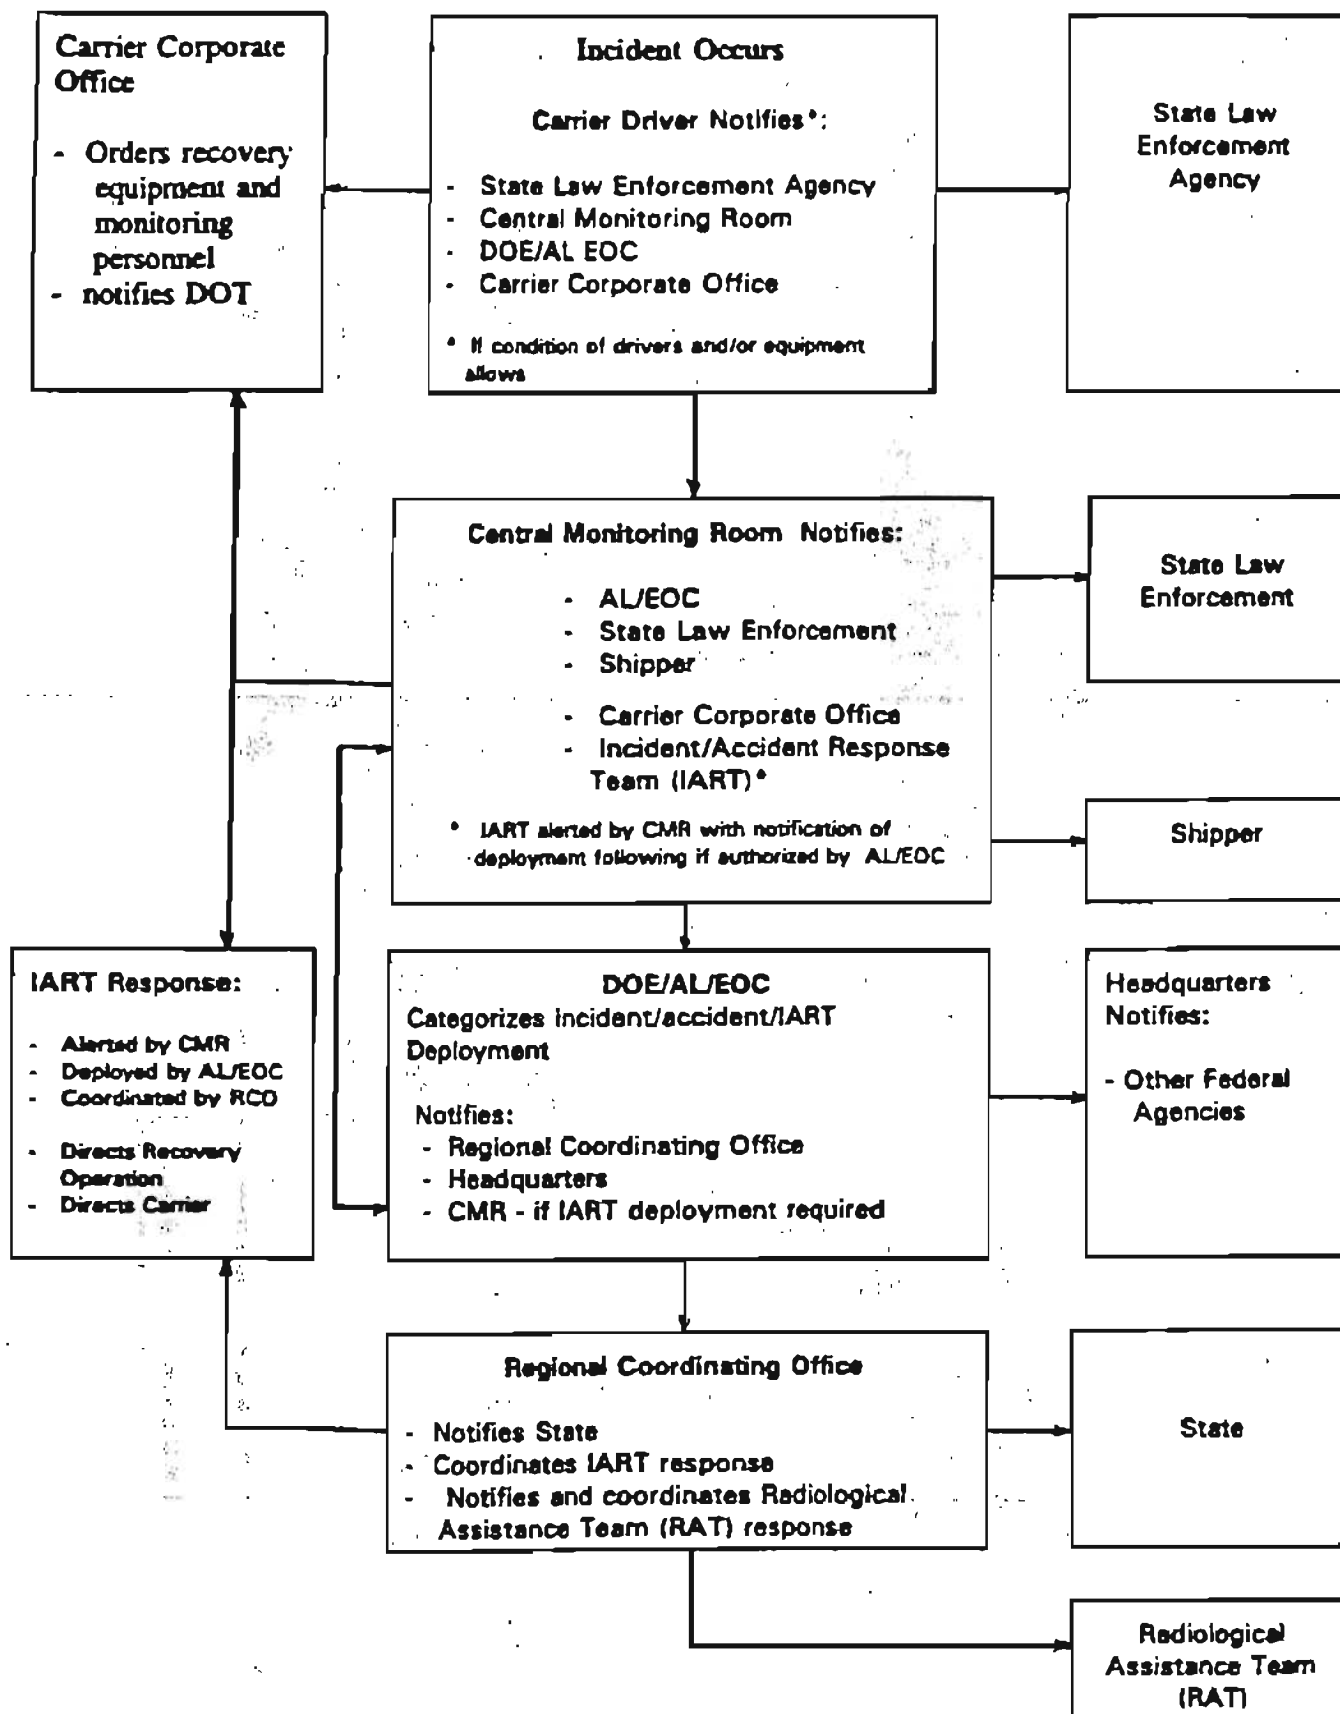 Carrier Corporate
Office
- Orders recovery
equipment and
monitoring
personnel
- notifies DOT
Incident Occurs
Carrier Driver Notifies*:
- State Law Enforcement Agency
- Central Monitoring Room
- DOE/AL EOC
- Carrier Corporate Office
* If condition of drivers and/or equipment
allows
State Law
Enforcement
Agency
Central Monitoring Room Notifies:
- AL/EOC
- State Law Enforcement
- Shipper
- Carrier Corporate Office
- Incident/Accident Response
Team (IART)*
* IART alerted by CMR with notification of
deployment following if authorized by AL/EOC
State Law
Enforcement
Shipper
IART Response:
- Alerted by CMR
- Deployed by AL/EOC
- Coordinated by RCO
- Directs Recovery
Operation
- Directs Carrier
DOE/AL/EOC
Categorizes incident/accident/IART
Deployment
Notifies:
- Regional Coordinating Office
- Headquarters
- CMR - if IART deployment required
Headquarters
Notifies:
- Other Federal
Agencies
Regional Coordinating Office
- Notifies State
- Coordinates IART response
- Notifies and coordinates Radiological
Assistance Team (RAT) response
State
Radiological
Assistance Team
(RAT)